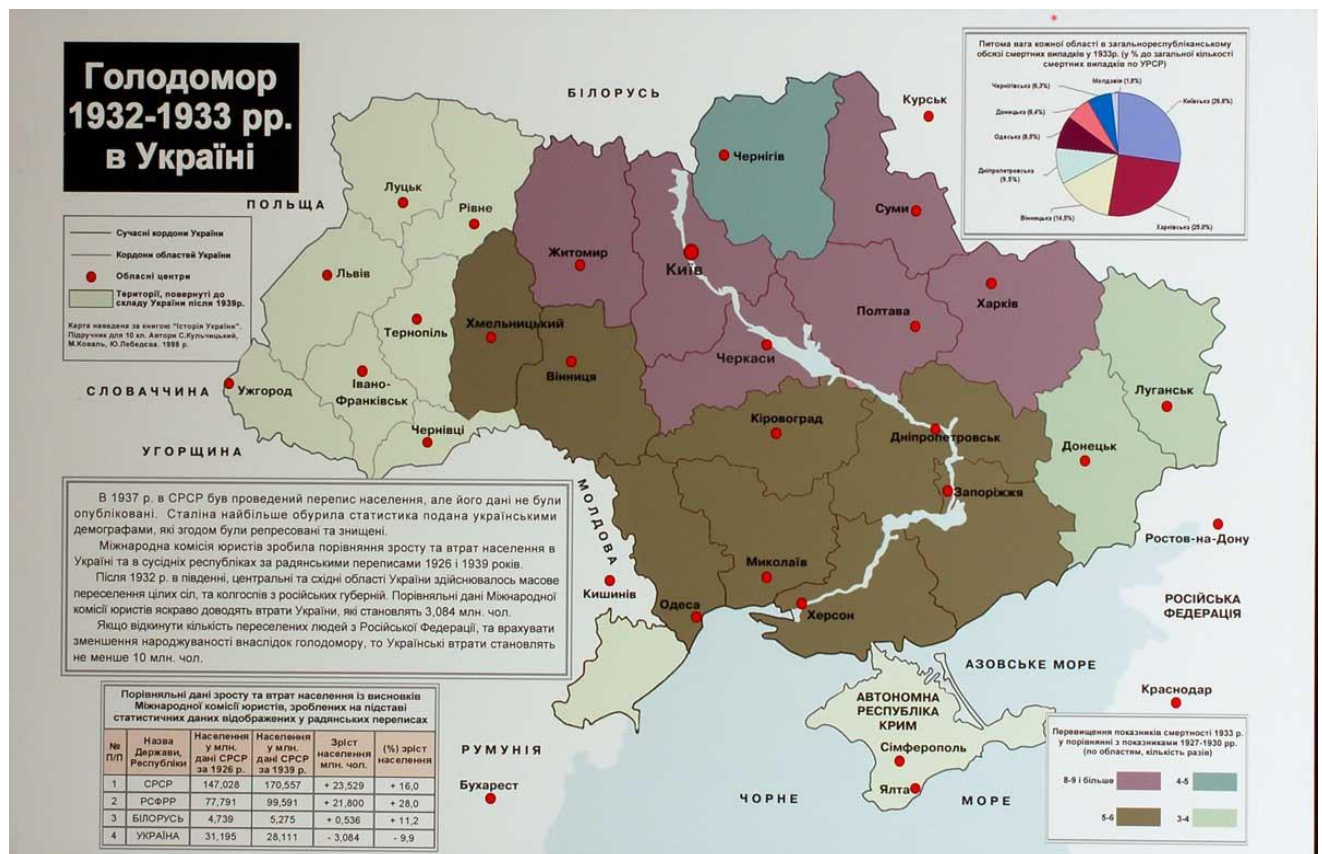 Голодомор
1932-1933 рр.
в Україні
Сучасні кордони України
Кордони областей України
Обласні центри
Території, повернуті до
складу України після 1939р.
Карта наведена за книгою "Історія України".
Підручник для 10 кл. Автори С.Кульчицький,
М.Коваль, Ю.Лебедєва. 1998 р.
Питома вага кожної області в загальнореспубліканському
обсязі смертних випадків у 1933р. (у % до загальної кількості
смертних випадків по УРСР)
Молдавія (1,8%)
Чернігівська (6,3%)
Київська (26,8%)
Донецька (6,4%)
Одеська (8,5%)
Дніпропетровська
(9,5%)
Вінницька (14,5%)
Харківська (25,0%)
БІЛОРУСЬ
Курськ
ПОЛЬЩА
Луцьк
Рівне
Чернігів
Суми
Житомир
Київ
Львів
Харків
Полтава
Тернопіль
Хмельницький
Черкаси
Вінниця
СЛОВАЧЧИНА
Ужгород
Івано-
Франківськ
Луганськ
Чернівці
Кіровоград
Дніпропетровськ
Донецьк
УГОРЩИНА
МОЛДОВА
Запоріжжя
Ростов-на-Дону
Миколаїв
Кишинів
Одеса
Херсон
РОСІЙСЬКА
ФЕДЕРАЦІЯ
АЗОВСЬКЕ МОРЕ
Краснодар
АВТОНОМНА
РЕСПУБЛІКА
КРИМ
Сімферополь
Ялта
РУМУНІЯ
Бухарест
ЧОРНЕ МОРЕ
В 1937 р. в СРСР був проведений перепис населення, але його дані не були
опубліковані. Сталіна найбільше обурила статистика подана українськими
демографами, які згодом були репресовані та знищені.
Міжнародна комісія юристів зробила порівняння зросту та втрат населення в
Україні та в сусідніх республіках за радянськими переписами 1926 і 1939 років.
Після 1932 р. в південні, центральні та східні області України здійснювалось масове
переселення цілих сіл, та колгоспів з російських губерній. Порівняльні дані Міжнародної
комісії юристів яскраво доводять втрати України, які становлять 3,084 млн. чол.
Якщо відкинути кількість переселених людей з Російської Федерації, та врахувати
зменшення народжуваності внаслідок голодомору, то Українські втрати становлять
не менше 10 млн. чол.
Порівняльні дані зросту та втрат населення із висновків
Міжнародної комісії юристів, зроблених на підставі
статистичних даних відображених у радянських переписах
№ П/П Назва Держави, Республіки Населення у млн. дані СРСР за 1926 р. Населення у млн. дані СРСР за 1939 р. Зріст населення млн. чол. (%) зріст населення
1 СРСР 147,028 170,557 + 23,529 + 16,0
2 РСФРР 77,791 99,591 + 21,800 + 28,0
3 БІЛОРУСЬ 4,739 5,275 + 0,536 + 11,2
4 УКРАЇНА 31,195 28,111 - 3,084 - 9,9
Перевищення показників смертності 1933 р.
у порівнянні з показниками 1927-1930 рр.
(по областям, кількість разів)
8-9 і більше 4-5
5-6 3-4